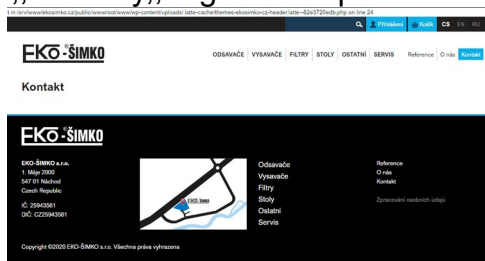 t in /srv/www/ekosimko.cz/public/wwwroot/www/wp-content/uploads/.latte-cache/themes-ekosimko-cz-header.latte--82e3720edb.php on line 24
Přihlášení Košík CS EN RU
EKO-ŠIMKO
ODSAVAČE VYSAVAČE FILTRY STOLY OSTATNÍ SERVIS Reference O nás Kontakt
Kontakt
EKO-ŠIMKO
EKO-ŠIMKO s.r.o.
1. Máje 2000
547 01 Náchod
Czech Republic
IČ: 25943561
DIČ: CZ25943561
EKO
Odsavače
Vysavače
Filtry
Stoly
Ostatní
Servis
Reference
O nás
Kontakt
Zpracování osobních údajů
Copyright ©2020 EKO-ŠIMKO s.r.o. Všechna práva vyhrazena